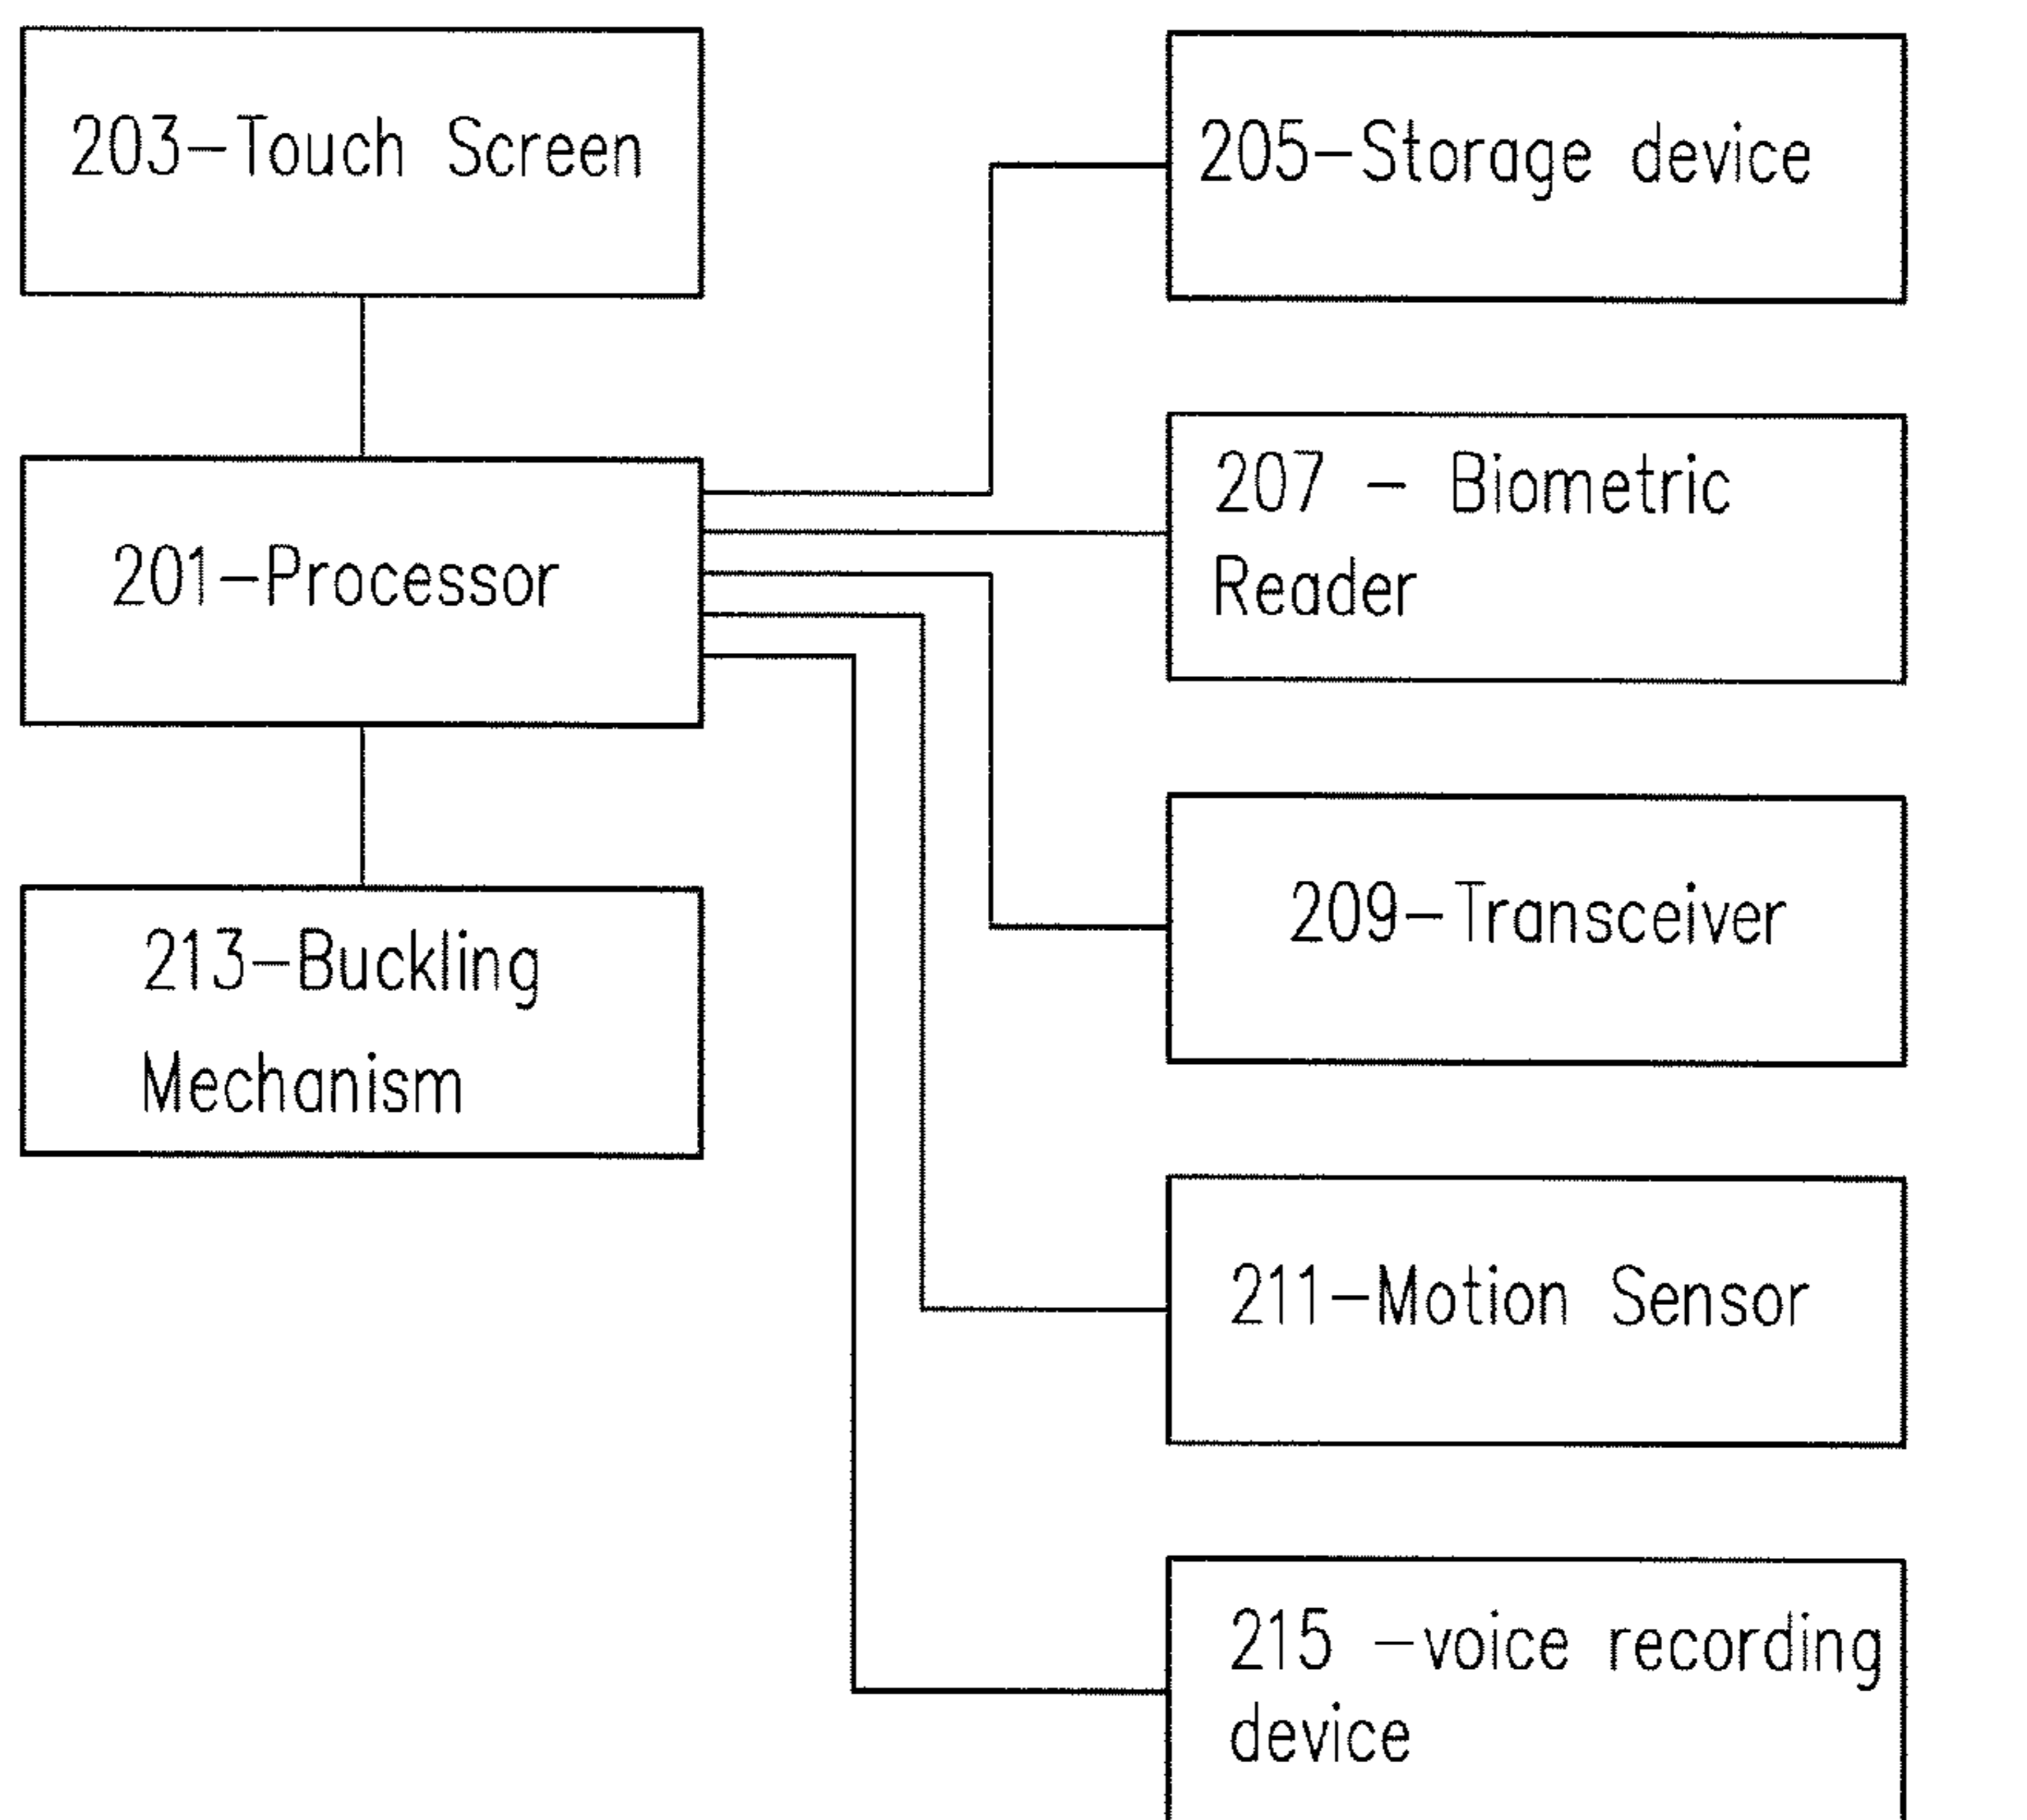 203-Touch Screen
205-Storage device
207 - Biometric
Reader
201-Processor
209-Transceiver
213-Buckling
Mechanism
211-Motion Sensor
215 -voice recording
device